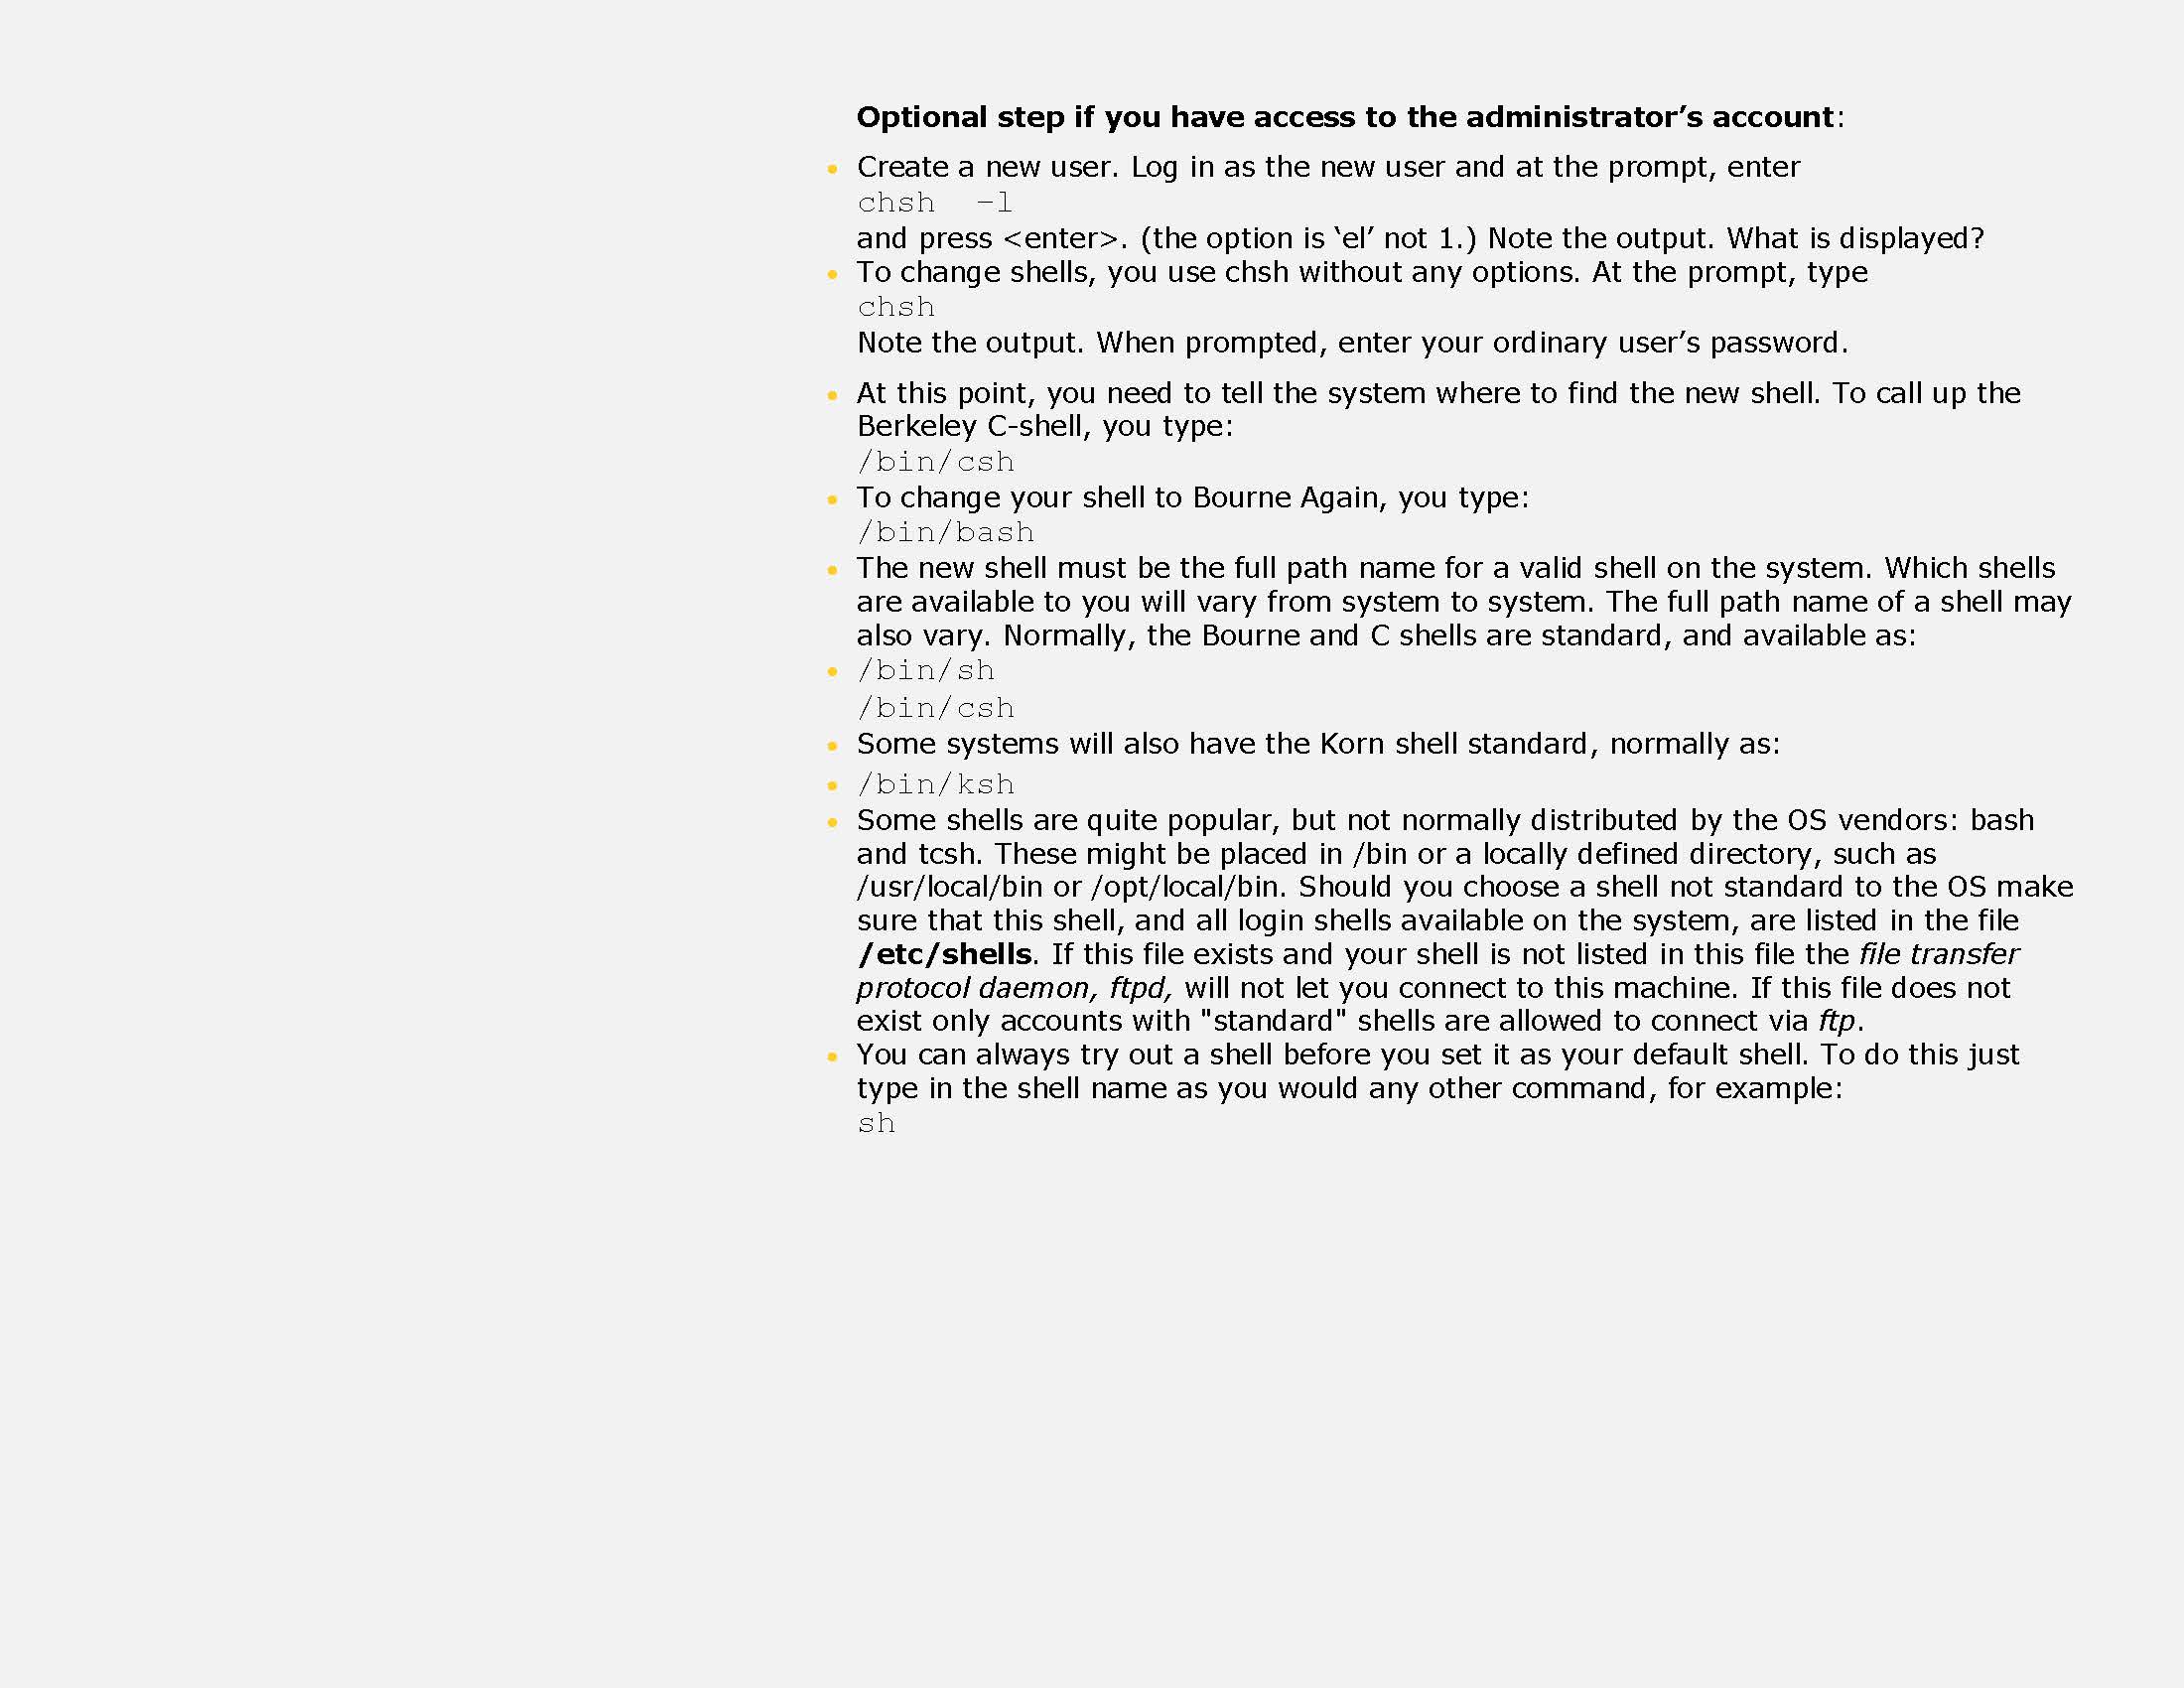 Optional step if you have access to the administrator’s account:
• Create a new user. Log in as the new user and at the prompt, enter
chsh  –l
and press <enter>. (the option is ‘el’ not 1.) Note the output. What is displayed?
• To change shells, you use chsh without any options. At the prompt, type
chsh
Note the output. When prompted, enter your ordinary user’s password.
• At this point, you need to tell the system where to find the new shell. To call up the
Berkeley C-shell, you type:
/bin/csh
• To change your shell to Bourne Again, you type:
/bin/bash
• The new shell must be the full path name for a valid shell on the system. Which shells
are available to you will vary from system to system. The full path name of a shell may
also vary. Normally, the Bourne and C shells are standard, and available as:
• /bin/sh
/bin/csh
• Some systems will also have the Korn shell standard, normally as:
• /bin/ksh
• Some shells are quite popular, but not normally distributed by the OS vendors: bash
and tcsh. These might be placed in /bin or a locally defined directory, such as
/usr/local/bin or /opt/local/bin. Should you choose a shell not standard to the OS make
sure that this shell, and all login shells available on the system, are listed in the file
/etc/shells. If this file exists and your shell is not listed in this file the file transfer
protocol daemon, ftpd, will not let you connect to this machine. If this file does not
exist only accounts with "standard" shells are allowed to connect via ftp.
• You can always try out a shell before you set it as your default shell. To do this just
type in the shell name as you would any other command, for example:
sh